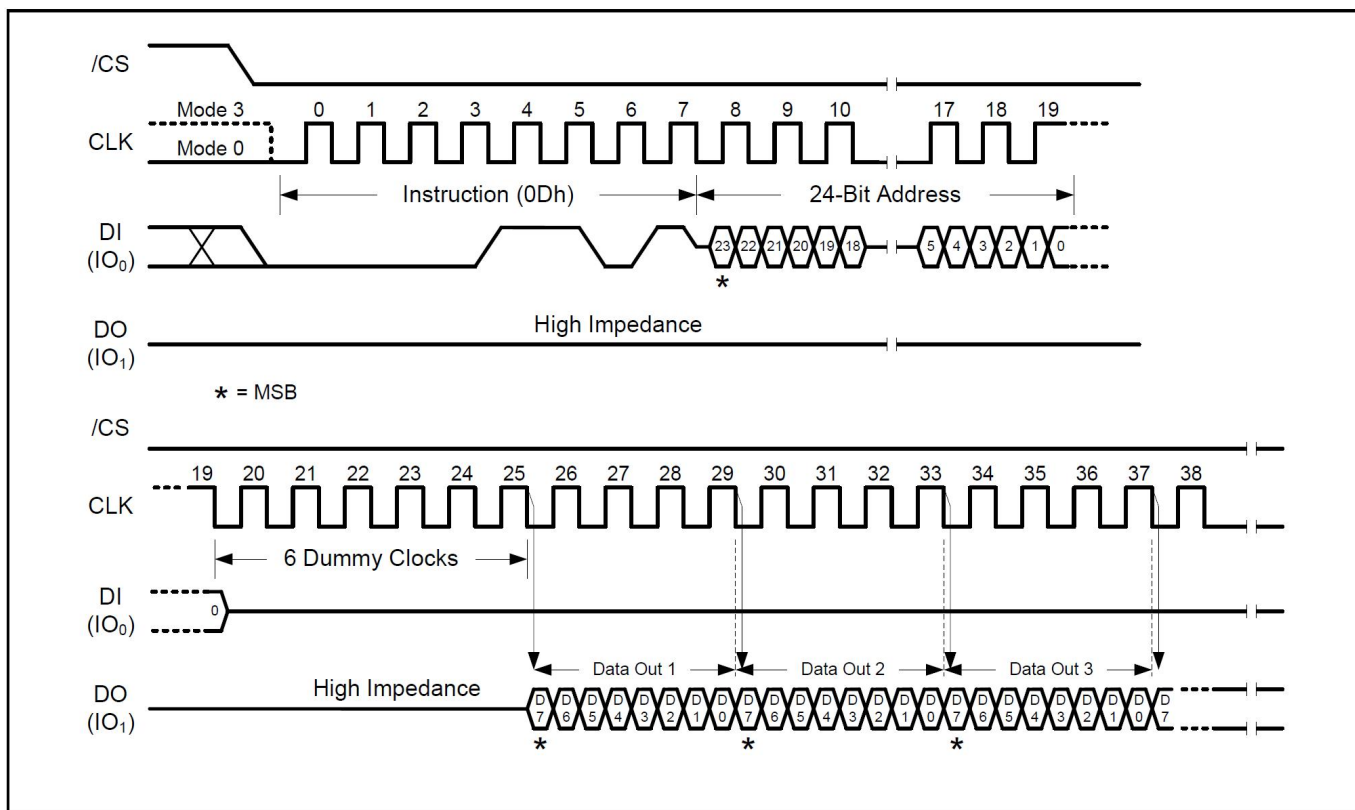 /CS
Mode 3 0 1 2 3 4 5 6 7 8 9 10 17 18 19
CLK
Mode 0
Instruction (0Dh) 24-Bit Address
DI
(IO₀)
23 22 21 20 19 18 5 4 3 2 1 0
*
High Impedance
DO
(IO₁)
* = MSB
/CS
19 20 21 22 23 24 25 26 27 28 29 30 31 32 33 34 35 36 37 38
CLK
6 Dummy Clocks
DI
(IO₀)
0
Data Out 1 Data Out 2 Data Out 3
High Impedance
DO
(IO₁)
D7 D6 D5 D4 D3 D2 D1 D0 D7 D6 D5 D4 D3 D2 D1 D0 D7 D6 D5 D4 D3 D2 D1 D0 D7
* * *